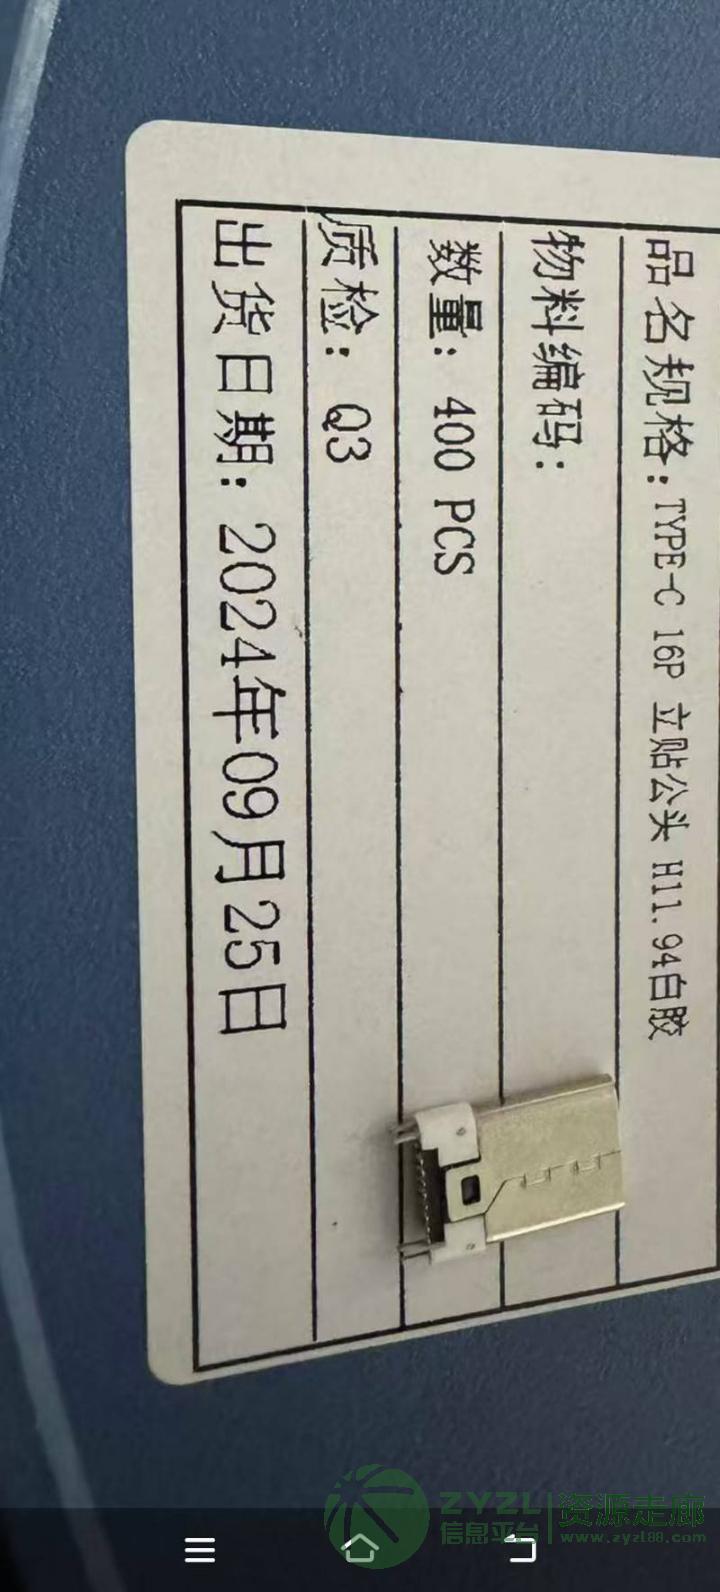 品名规格:TYPE-C 16P 立贴公头 H11.94白胶
物料编码:
数量: 400 PCS
质检: Q3
出货日期: 2024年09月25日
ZYZL 信息平台
资源走廊
www.zyzl88.com